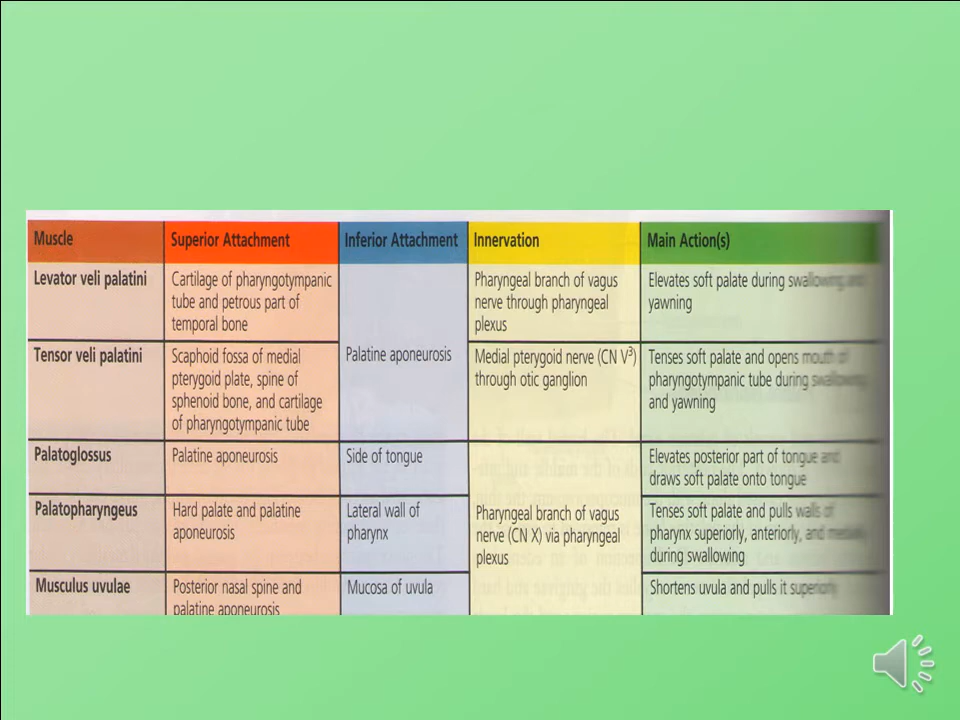 Muscle
Superior Attachment
Inferior Attachment
Innervation
Main Action(s)
Levator veli palatini
Cartilage of pharyngotympanic
tube and petrous part of
temporal bone
Palatine aponeurosis
Pharyngeal branch of vagus
nerve through pharyngeal
plexus
Elevates soft palate during swallowing and
yawning
Tensor veli palatini
Scaphoid fossa of medial
pterygoid plate, spine of
sphenoid bone, and cartilage
of pharyngotympanic tube
Medial pterygoid nerve (CN V³)
through otic ganglion
Tenses soft palate and opens mouth of
pharyngotympanic tube during swallowing
and yawning
Palatoglossus
Palatine aponeurosis
Side of tongue
Pharyngeal branch of vagus
nerve (CN X) via pharyngeal
plexus
Elevates posterior part of tongue and
draws soft palate onto tongue
Palatopharyngeus
Hard palate and palatine
aponeurosis
Lateral wall of
pharynx
Tenses soft palate and pulls walls of
pharynx superiorly, anteriorly, and medially
during swallowing
Musculus uvulae
Posterior nasal spine and
palatine aponeurosis
Mucosa of uvula
Shortens uvula and pulls it superiorly